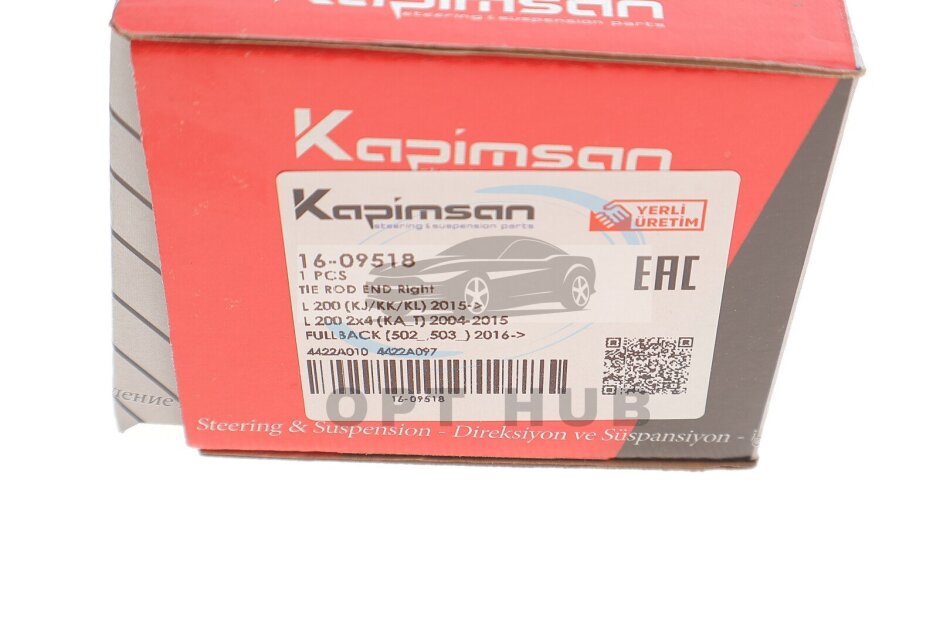 Kapimsan
steering & suspension parts
Kapimsan
Kapimsan
steering & suspension parts
YERLİ
ÜRETİM
16-09518
1 PCS
TIE ROD END Right
EAC
L 200 (KJ/KK/KL) 2015->
L 200 2x4 (KA_T) 2004-2015
FULLBACK (502_,503_) 2016->
4422A010 4422A097
16-09518
OPT HUB
Steering & Suspension - Direksiyon ve Süspansiyon -